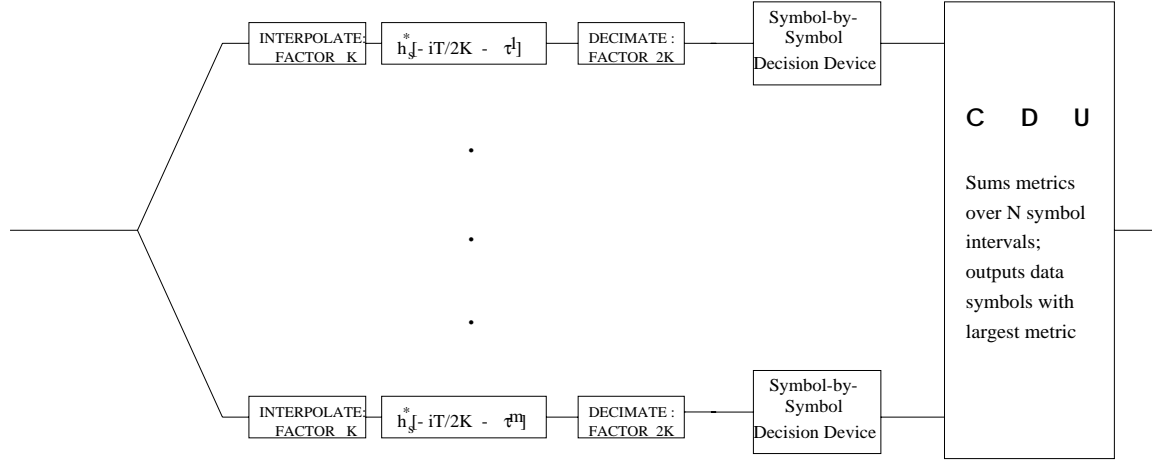 INTERPOLATE:
FACTOR K
h*s[- iT/2K - τ1]
DECIMATE :
FACTOR 2K
Symbol-by-
Symbol
Decision Device
C D U
Sums metrics
over N symbol
intervals;
outputs data
symbols with
largest metric
INTERPOLATE:
FACTOR K
h*s[- iT/2K - τm]
DECIMATE :
FACTOR 2K
Symbol-by-
Symbol
Decision Device